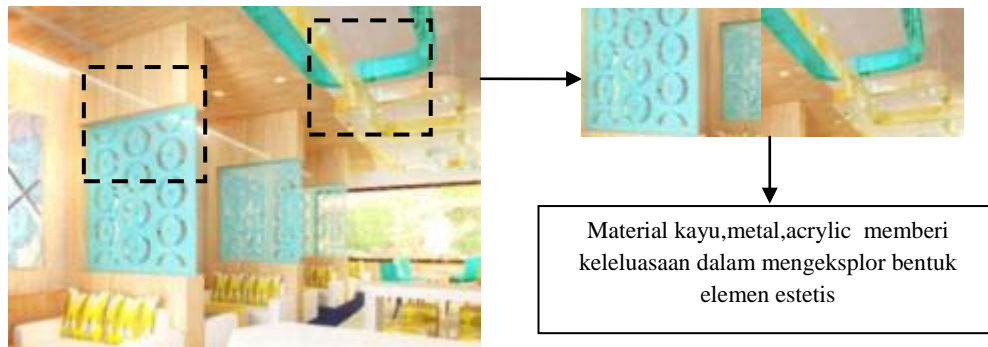 Material kayu,metal,acrylic memberi
keleluasaan dalam mengeksplor bentuk
elemen estetis